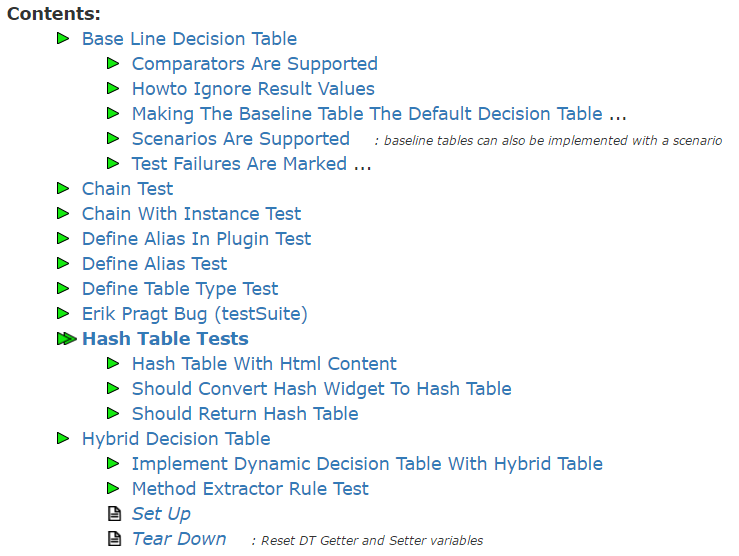 Contents:
Base Line Decision Table
Comparators Are Supported
Howto Ignore Result Values
Making The Baseline Table The Default Decision Table ...
Scenarios Are Supported : baseline tables can also be implemented with a scenario
Test Failures Are Marked ...
Chain Test
Chain With Instance Test
Define Alias In Plugin Test
Define Alias Test
Define Table Type Test
Erik Pragt Bug (testSuite)
Hash Table Tests
Hash Table With Html Content
Should Convert Hash Widget To Hash Table
Should Return Hash Table
Hybrid Decision Table
Implement Dynamic Decision Table With Hybrid Table
Method Extractor Rule Test
Set Up
Tear Down : Reset DT Getter and Setter variables